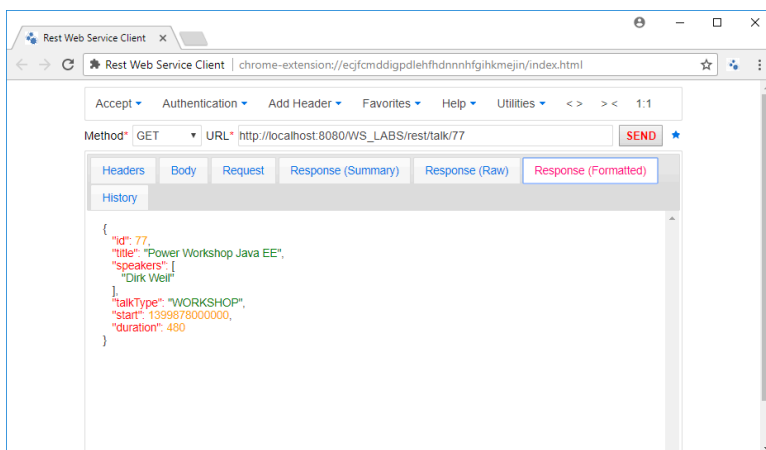 Rest Web Service Client
Rest Web Service Client | chrome-extension://ecjfcmddigpdlehfhdnnnhfgihkmejin/index.html
Accept Authentication Add Header Favorites Help Utilities < > > < 1:1
Method* GET URL* http://localhost:8080/WS_LABS/rest/talk/77 SEND
Headers Body Request Response (Summary) Response (Raw) Response (Formatted)
History
{
"id": 77,
"title": "Power Workshop Java EE",
"speakers": [
"Dirk Weil"
],
"talkType": "WORKSHOP",
"start": 1399878000000,
"duration": 480
}